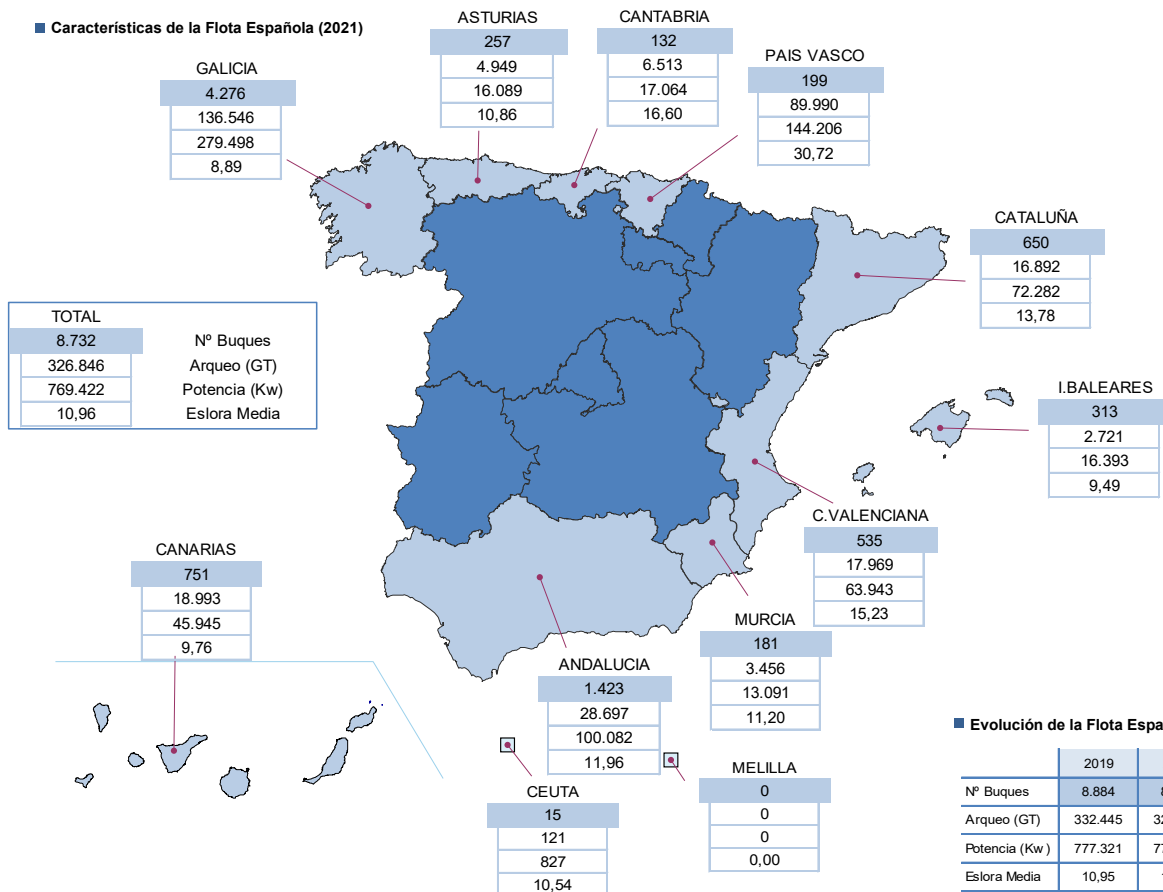 Características de la Flota Española (2021)
ASTURIAS
257
4.949
16.089
10,86
CANTABRIA
132
6.513
17.064
16,60
PAIS VASCO
199
89.990
144.206
30,72
GALICIA
4.276
136.546
279.498
8,89
CATALUÑA
650
16.892
72.282
13,78
TOTAL
8.732 Nº Buques
326.846 Arqueo (GT)
769.422 Potencia (Kw)
10,96 Eslora Media
I.BALEARES
313
2.721
16.393
9,49
C.VALENCIANA
535
17.969
63.943
15,23
CANARIAS
751
18.993
45.945
9,76
MURCIA
181
3.456
13.091
11,20
ANDALUCIA
1.423
28.697
100.082
11,96
CEUTA
15
121
827
10,54
MELILLA
0
0
0
0,00
Evolución de la Flota Espa
2019
Nº Buques 8.884
Arqueo (GT) 332.445
Potencia (Kw) 777.321
Eslora Media 10,95